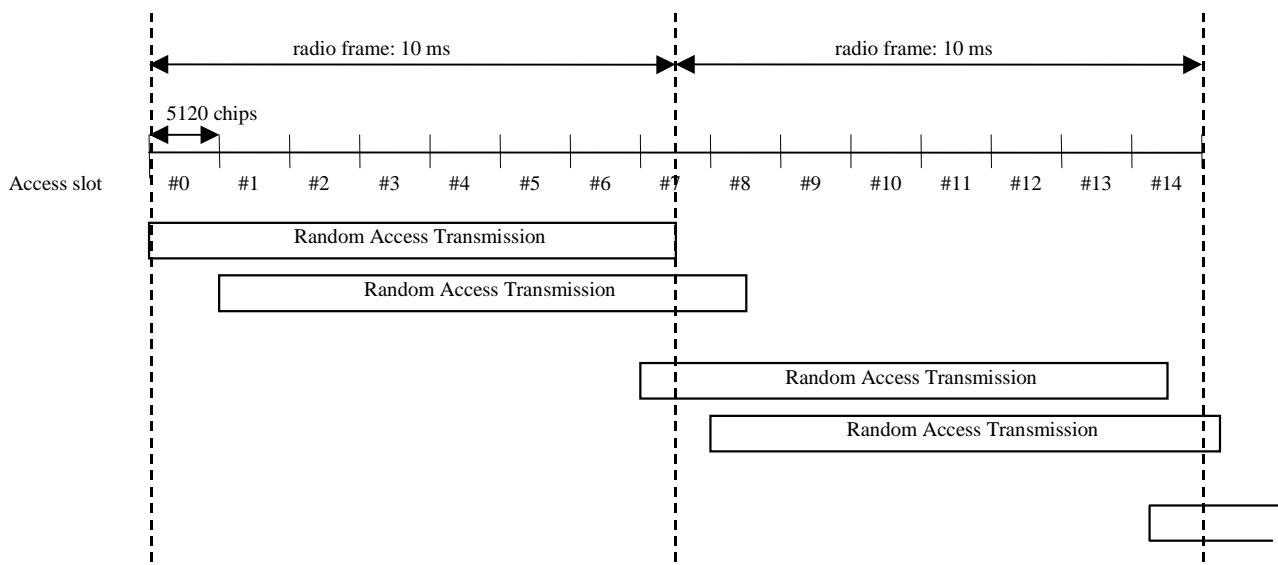 radio frame: 10 ms radio frame: 10 ms
5120 chips
Access slot #0 #1 #2 #3 #4 #5 #6 #7 #8 #9 #10 #11 #12 #13 #14
Random Access Transmission
Random Access Transmission
Random Access Transmission
Random Access Transmission